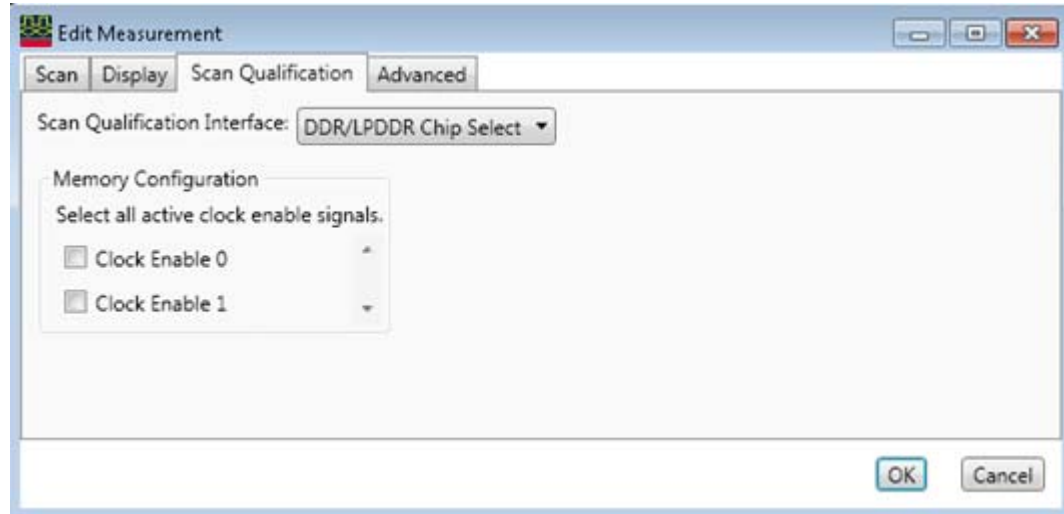 Edit Measurement
Scan Display Scan Qualification Advanced
Scan Qualification Interface: DDR/LPDDR Chip Select
Memory Configuration
Select all active clock enable signals.
Clock Enable 0
Clock Enable 1
OK Cancel